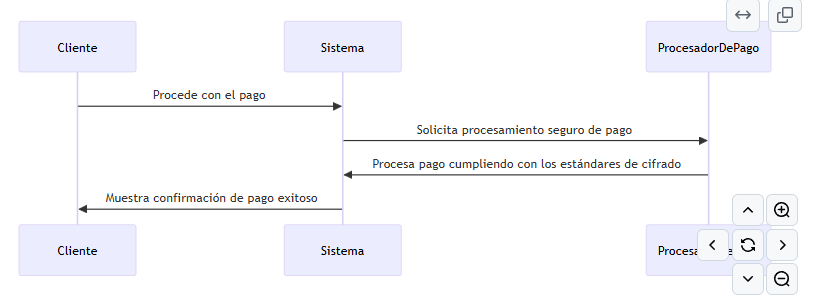 Cliente
Sistema
ProcesadorDePago
Procede con el pago
Solicita procesamiento seguro de pago
Procesa pago cumpliendo con los estándares de cifrado
Muestra confirmación de pago exitoso
Cliente
Sistema